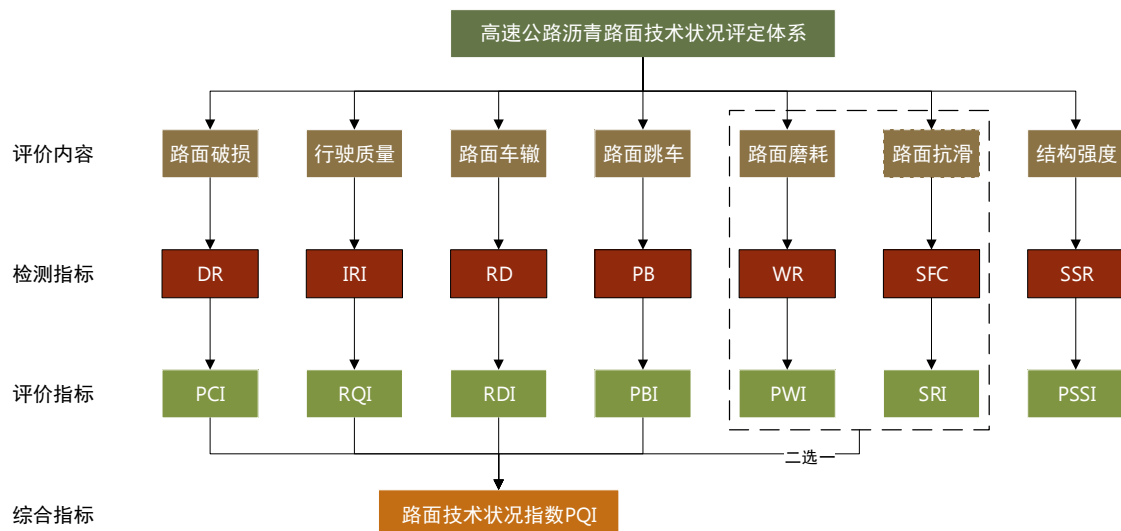 高速公路沥青路面技术状况评定体系
评价内容
路面破损
行驶质量
路面车辙
路面跳车
路面磨耗
路面抗滑
结构强度
检测指标
DR
IRI
RD
PB
WR
SFC
SSR
评价指标
PCI
RQI
RDI
PBI
PWI
SRI
PSSI
二选一
综合指标
路面技术状况指数PQI